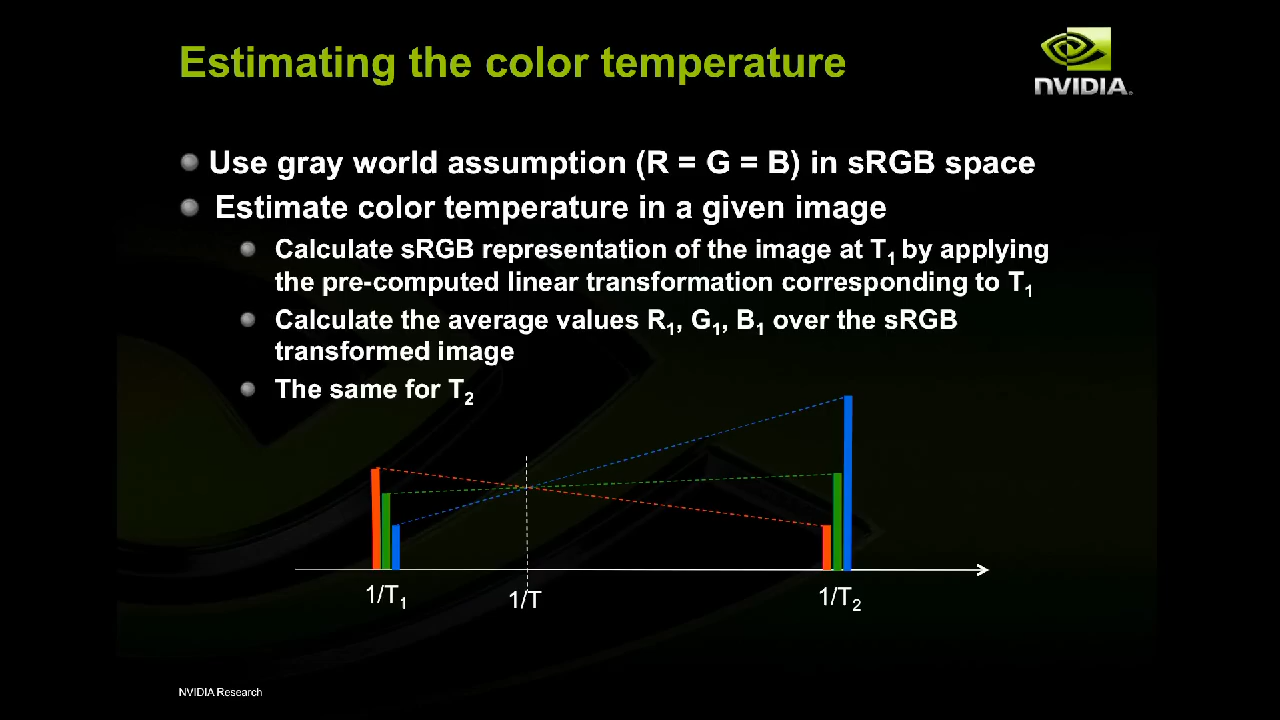 Estimating the color temperature
NVIDIA.
Use gray world assumption (R = G = B) in sRGB space
Estimate color temperature in a given image
Calculate sRGB representation of the image at T₁ by applying
the pre-computed linear transformation corresponding to T₁
Calculate the average values R₁, G₁, B₁ over the sRGB
transformed image
The same for T₂
1/T₁
1/T
1/T₂
NVIDIA Research